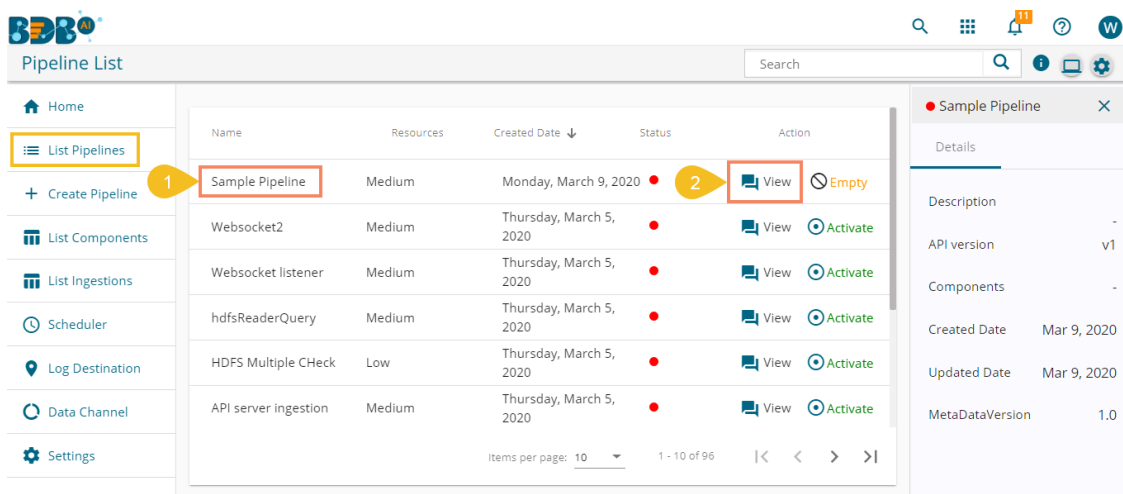 BDB AI
11
W
Pipeline List
Search
Home
List Pipelines
Create Pipeline
List Components
List Ingestions
Scheduler
Log Destination
Data Channel
Settings
Name Resources Created Date Status Action
1 Sample Pipeline Medium Monday, March 9, 2020 2 View Empty
Websocket2 Medium Thursday, March 5,
2020 View Activate
Websocket listener Medium Thursday, March 5,
2020 View Activate
hdfsReaderQuery Medium Thursday, March 5,
2020 View Activate
HDFS Multiple CHeck Low Thursday, March 5,
2020 View Activate
API server ingestion Medium Thursday, March 5,
2020 View Activate
Items per page: 10 1 - 10 of 96
Sample Pipeline
Details
Description
-
API version v1
Components -
Created Date Mar 9, 2020
Updated Date Mar 9, 2020
MetaDataVersion 1.0